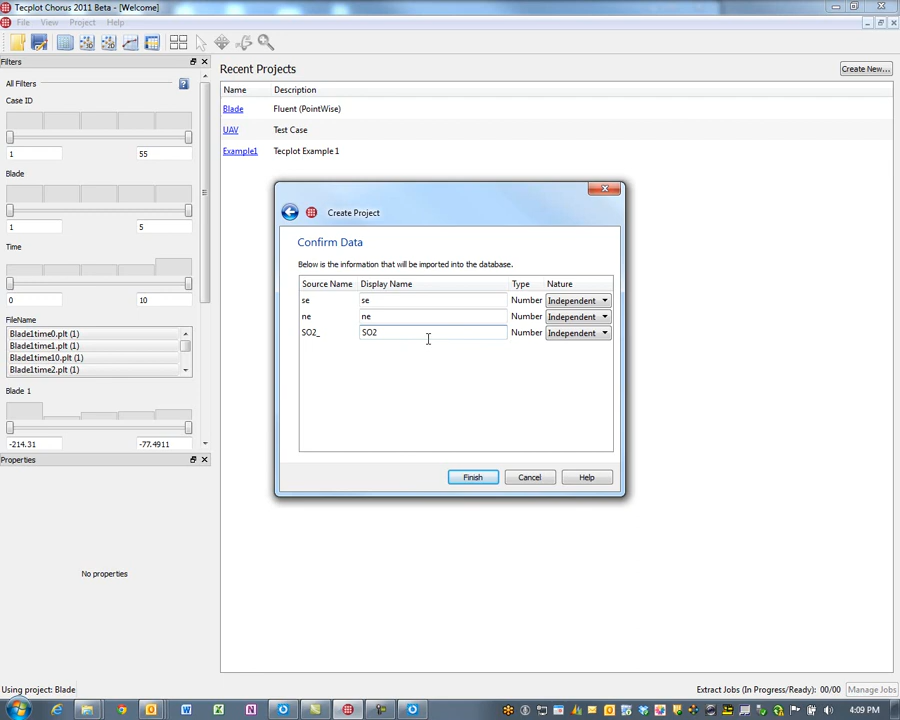 Tecplot Chorus 2011 Beta - [Welcome]
File View Project Help
Filters
All Filters
Case ID
1 55
Blade
1 5
Time
0 10
FileName
Blade1time0.plt (1)
Blade1time1.plt (1)
Blade1time10.plt (1)
Blade1time2.plt (1)
Blade 1
-214.31 -77.4911
Properties
No properties
Recent Projects
Create New...
Name Description
Blade Fluent (PointWise)
UAV Test Case
Example1 Tecplot Example 1
Create Project
Confirm Data
Below is the information that will be imported into the database.
Source Name Display Name Type Nature
se se Number Independent
ne ne Number Independent
SO2_ SO2 Number Independent
Finish Cancel Help
Using project: Blade
Extract Jobs (In Progress/Ready): 00/00 Manage Jobs
4:09 PM